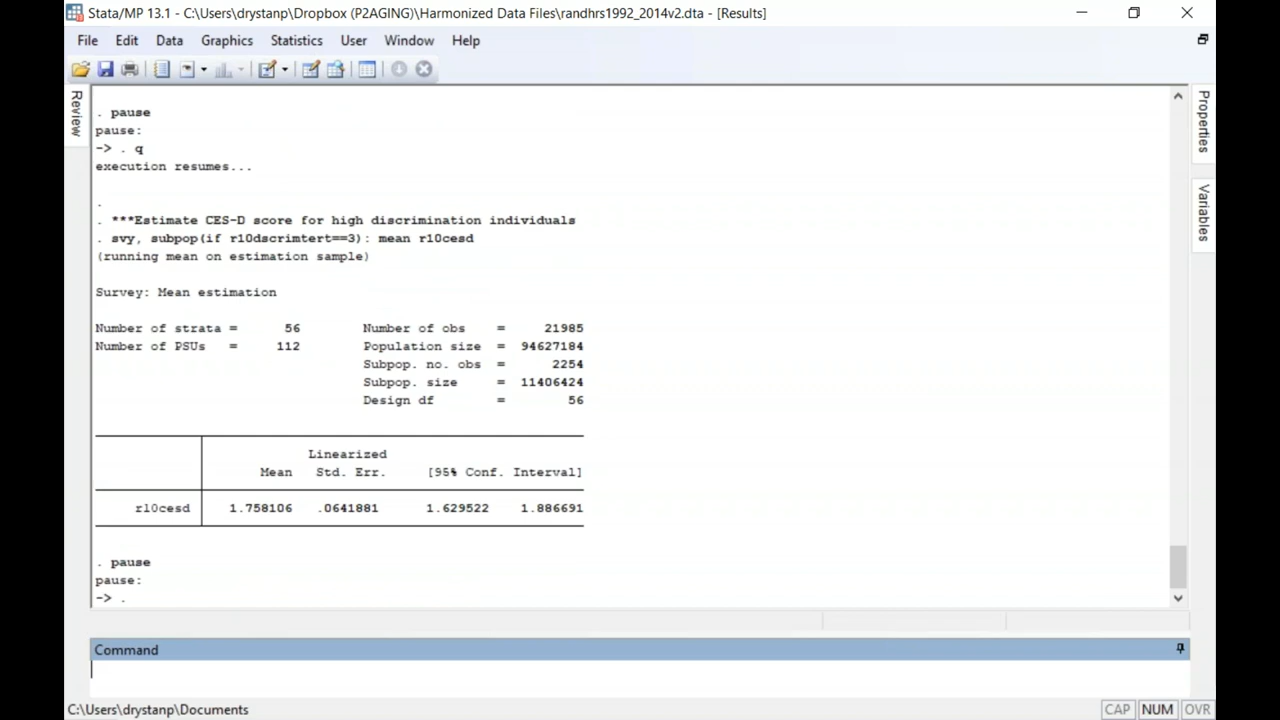 Stata/MP 13.1 - C:\Users\drystanp\Dropbox (P2AGING)\Harmonized Data Files\randhrs1992_2014v2.dta - [Results]
File Edit Data Graphics Statistics User Window Help
Review
Properties
Variables
. pause
pause:
-> . q
execution resumes...
.
. ***Estimate CES-D score for high discrimination individuals
. svy, subpop(if r10dscrimtert==3): mean r10cesd
(running mean on estimation sample)
Survey: Mean estimation
Number of strata = 56 Number of obs = 21985
Number of PSUs = 112 Population size = 94627184
Subpop. no. obs = 2254
Subpop. size = 11406424
Design df = 56
Linearized
Mean Std. Err. [95% Conf. Interval]
r10cesd 1.758106 .0641881 1.629522 1.886691
. pause
pause:
-> .
Command
C:\Users\drystanp\Documents CAP NUM OVR